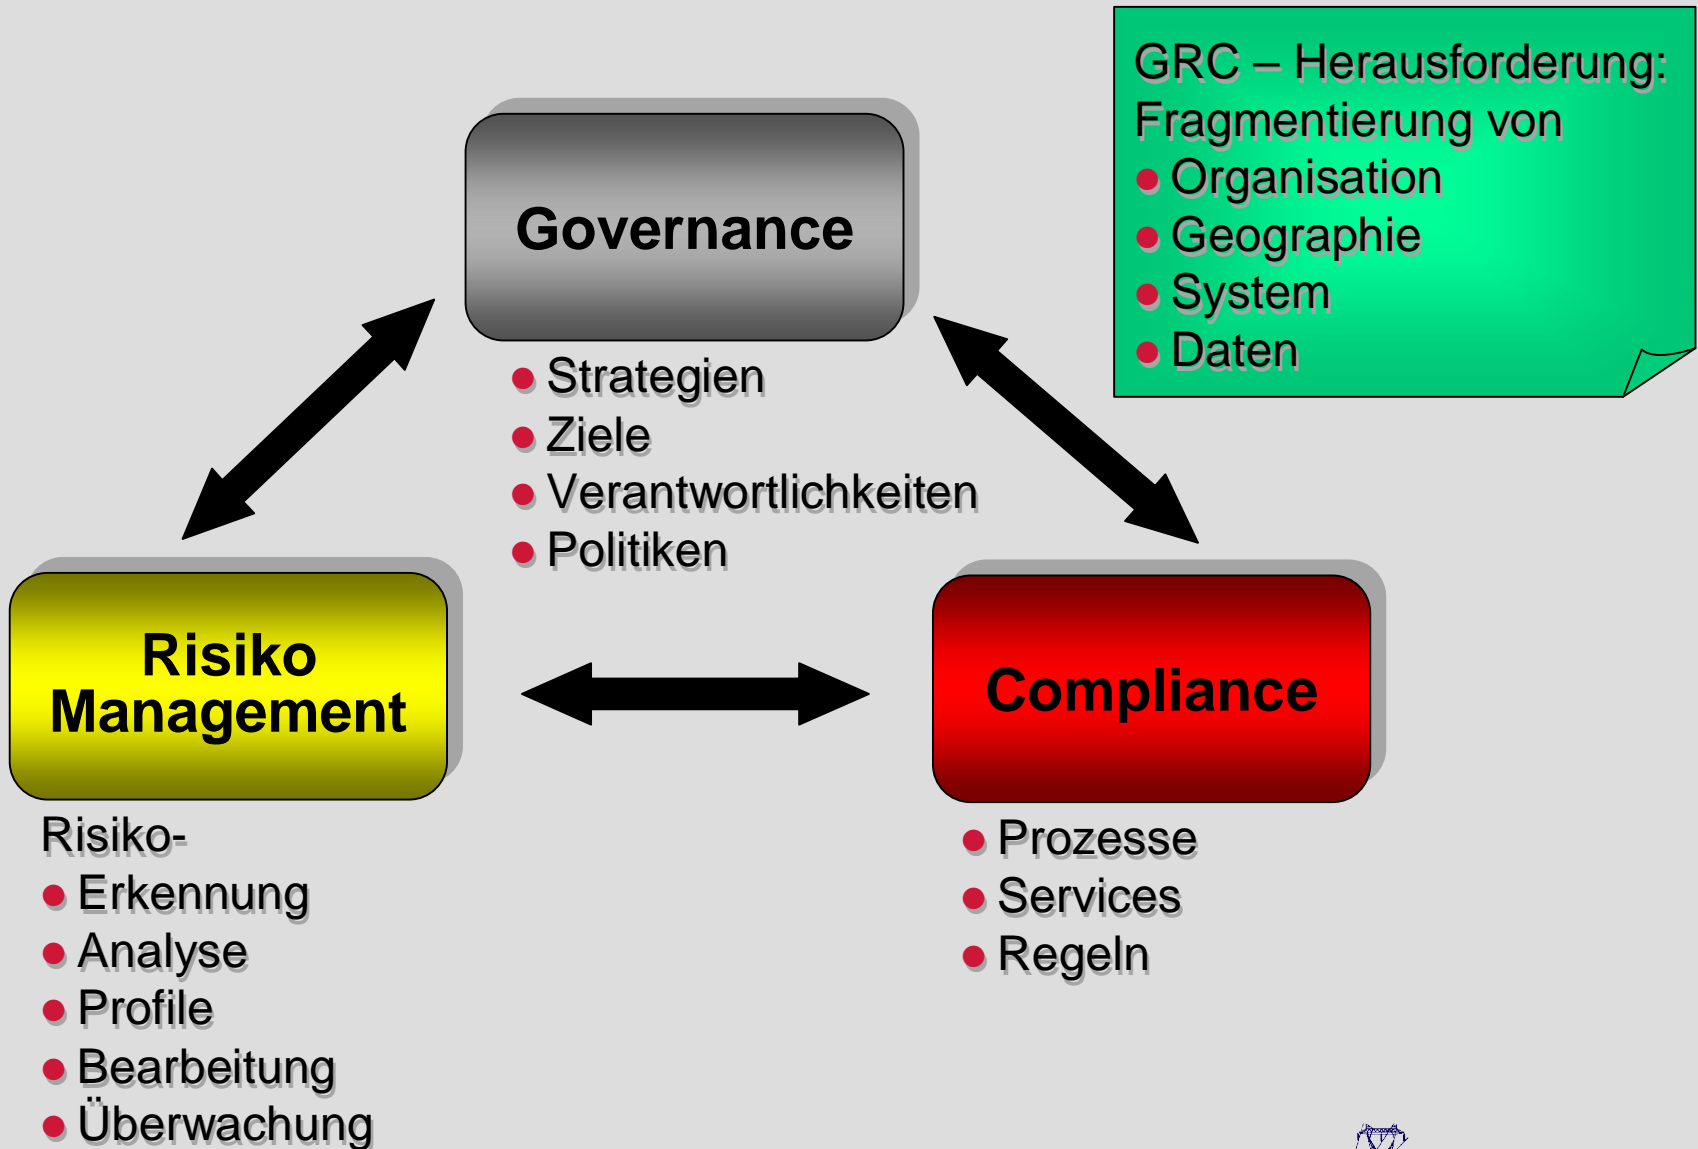 GRC – Herausforderung:
Fragmentierung von
● Organisation
● Geographie
● System
● Daten
Governance
● Strategien
● Ziele
● Verantwortlichkeiten
● Politiken
Risiko
Management
Risiko-
● Erkennung
● Analyse
● Profile
● Bearbeitung
● Überwachung
Compliance
● Prozesse
● Services
● Regeln